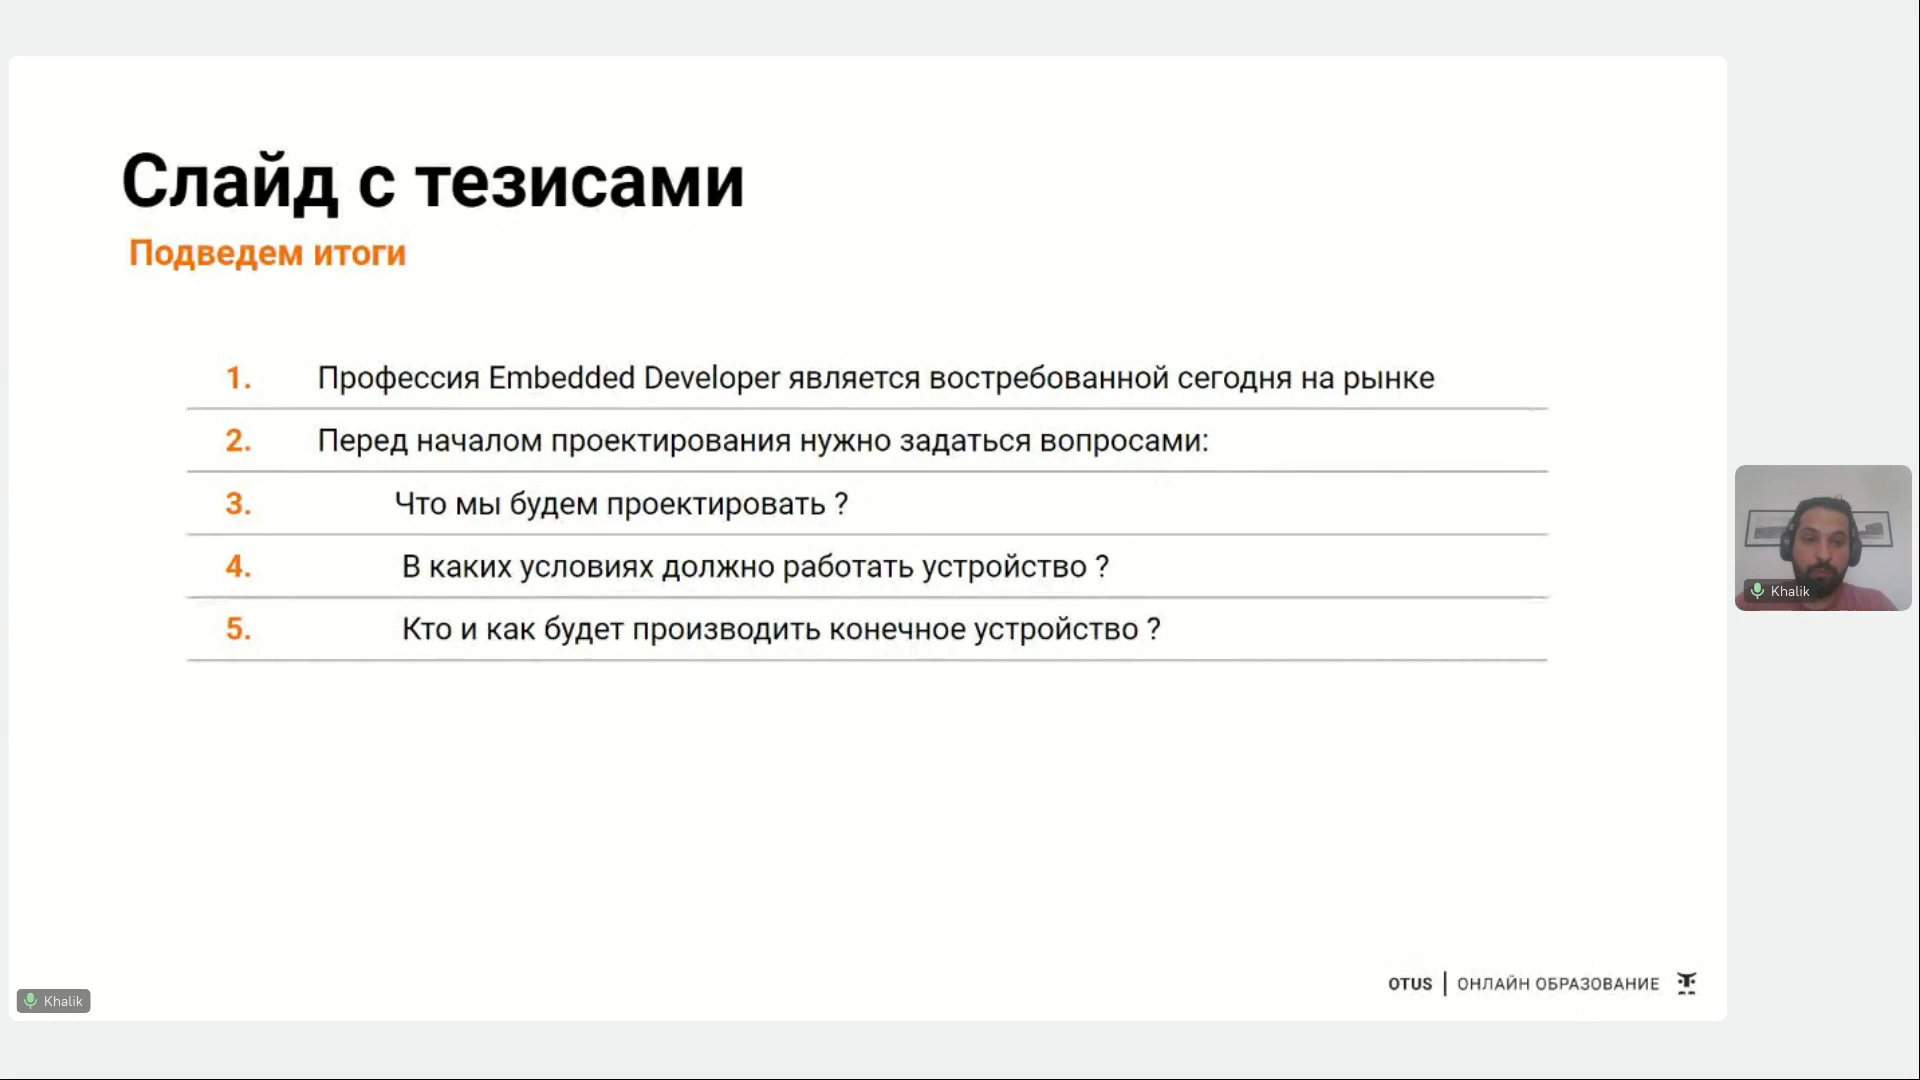 Слайд с тезисами
Подведем итоги
1. Профессия Embedded Developer является востребованной сегодня на рынке
2. Перед началом проектирования нужно задаться вопросами:
3. Что мы будем проектировать ?
4. В каких условиях должно работать устройство ?
5. Кто и как будет производить конечное устройство ?
Khalik
OTUS | ОНЛАЙН ОБРАЗОВАНИЕ
Khalik